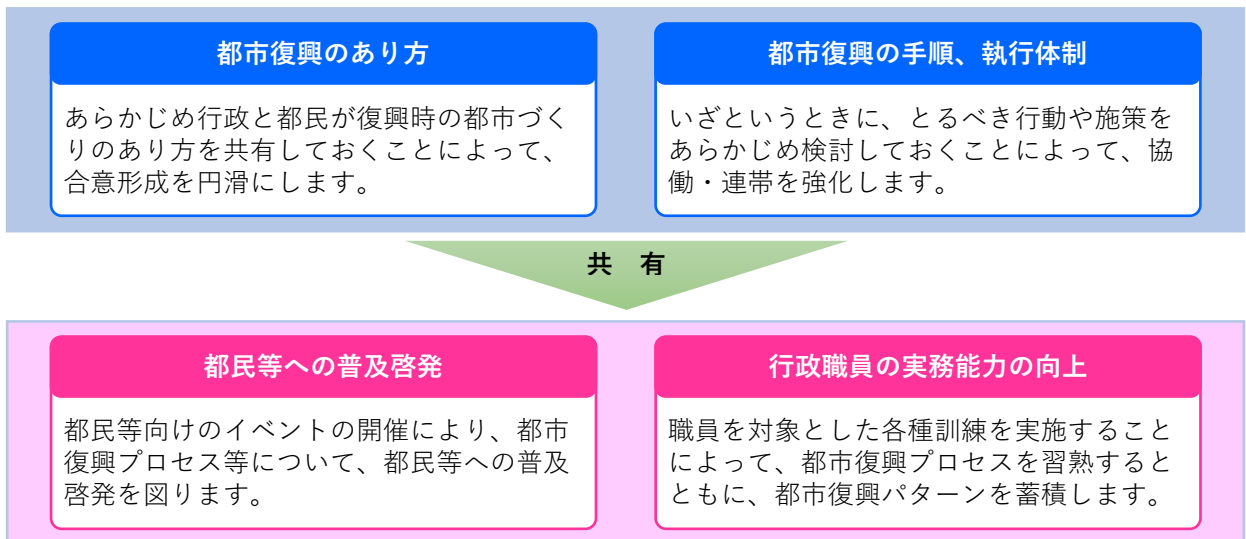 都市復興のあり方
あらかじめ行政と都民が復興時の都市づく
りのあり方を共有しておくことによって、
合意形成を円滑にします。
都市復興の手順、執行体制
いざというときに、とるべき行動や施策を
あらかじめ検討しておくことによって、協
働・連帯を強化します。
共　有
都民等への普及啓発
都民等向けのイベントの開催により、都市
復興プロセス等について、都民等への普及
啓発を図ります。
行政職員の実務能力の向上
職員を対象とした各種訓練を実施すること
によって、都市復興プロセスを習熟すると
ともに、都市復興パターンを蓄積します。